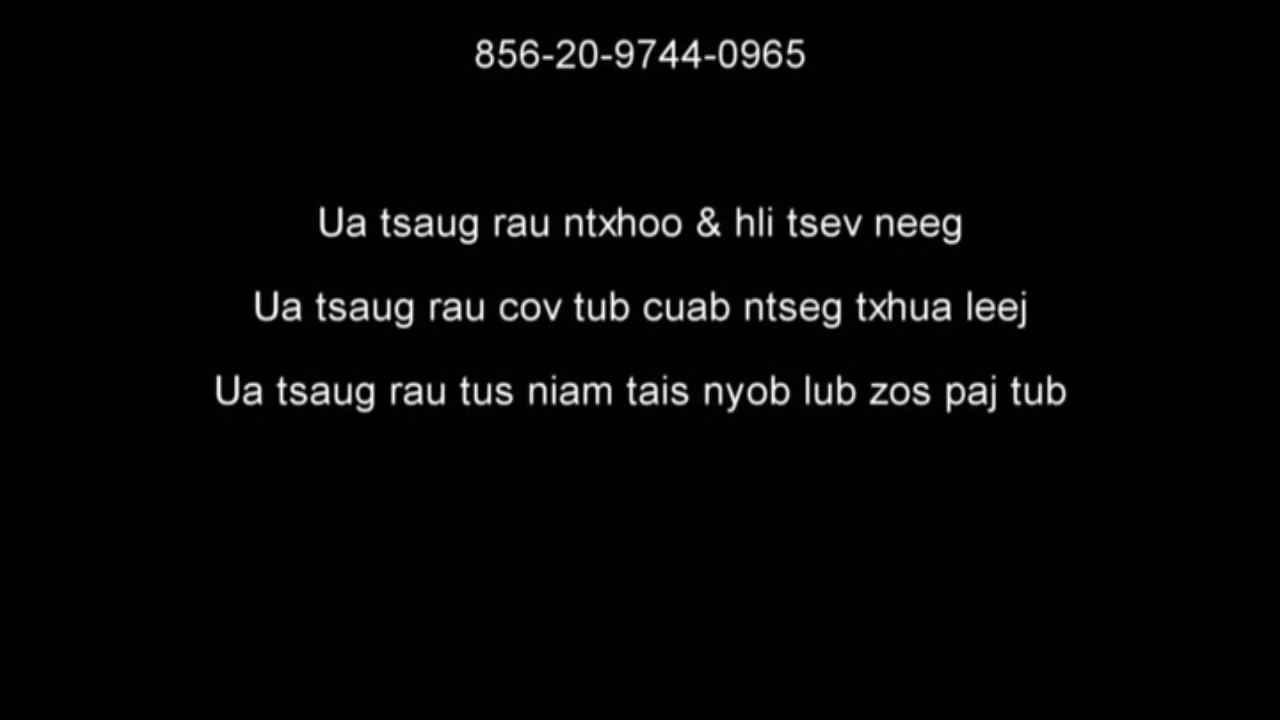 856-20-9744-0965
Ua tsaug rau ntxhoo & hli tsev neeg
Ua tsaug rau cov tub cuab ntseg txhua leej
Ua tsaug rau tus niam tais nyob lub zos paj tub